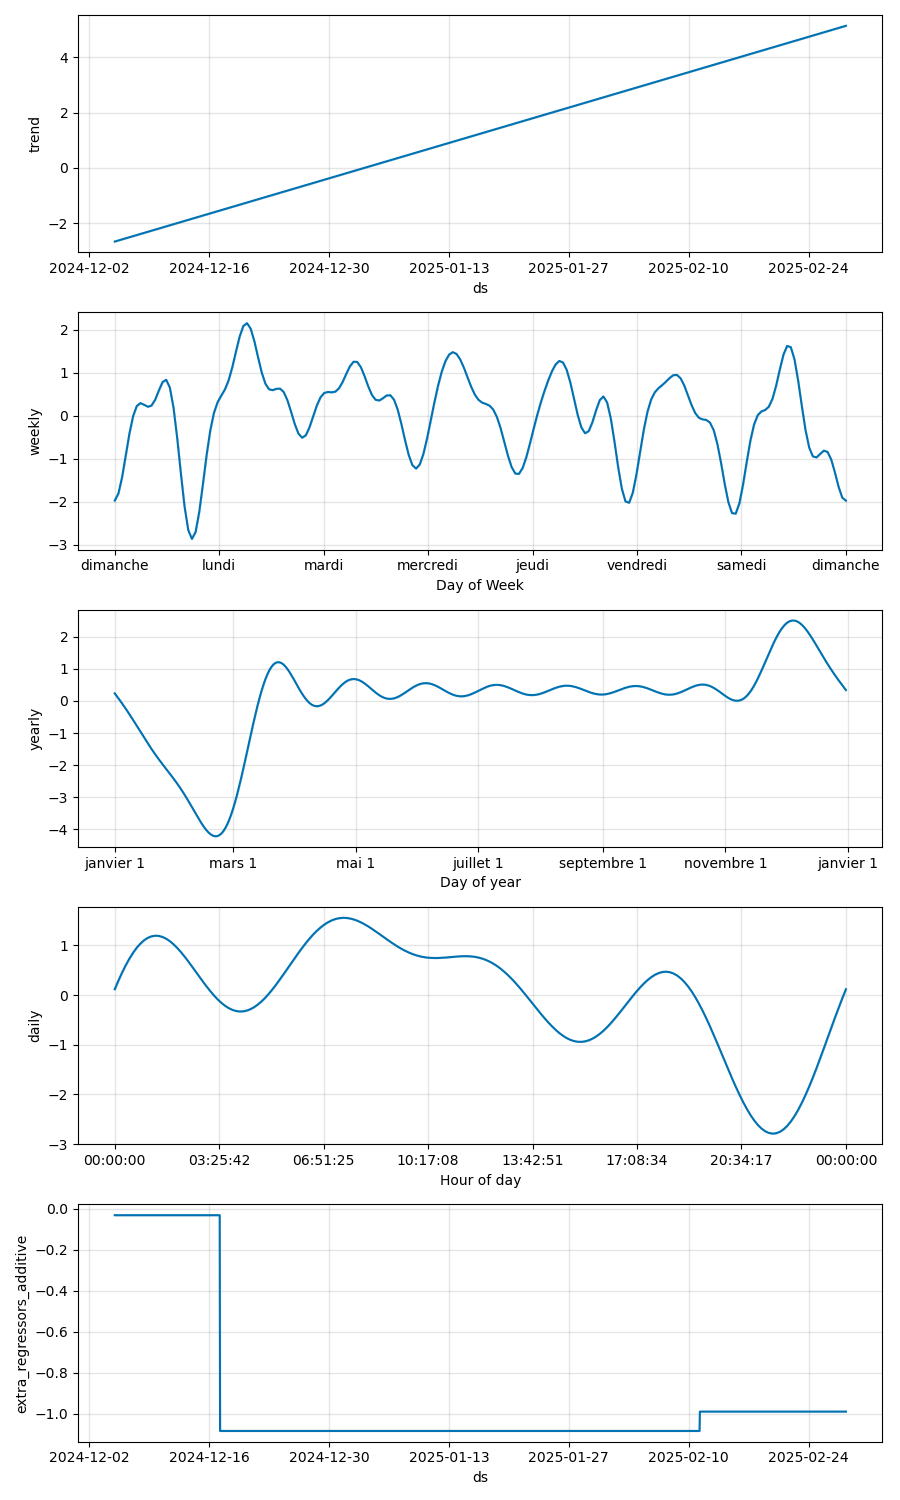 4
2
0
−2
trend
2024-12-02 2024-12-16 2024-12-30 2025-01-13 2025-01-27 2025-02-10 2025-02-24
ds
2
1
0
−1
−2
−3
weekly
dimanche lundi mardi mercredi jeudi vendredi samedi dimanche
Day of Week
2
1
0
−1
−2
−3
−4
yearly
janvier 1 mars 1 mai 1 juillet 1 septembre 1 novembre 1 janvier 1
Day of year
1
0
−1
−2
−3
daily
00:00:00 03:25:42 06:51:25 10:17:08 13:42:51 17:08:34 20:34:17 00:00:00
Hour of day
0.0
−0.2
−0.4
−0.6
−0.8
−1.0
extra_regressors_additive
2024-12-02 2024-12-16 2024-12-30 2025-01-13 2025-01-27 2025-02-10 2025-02-24
ds